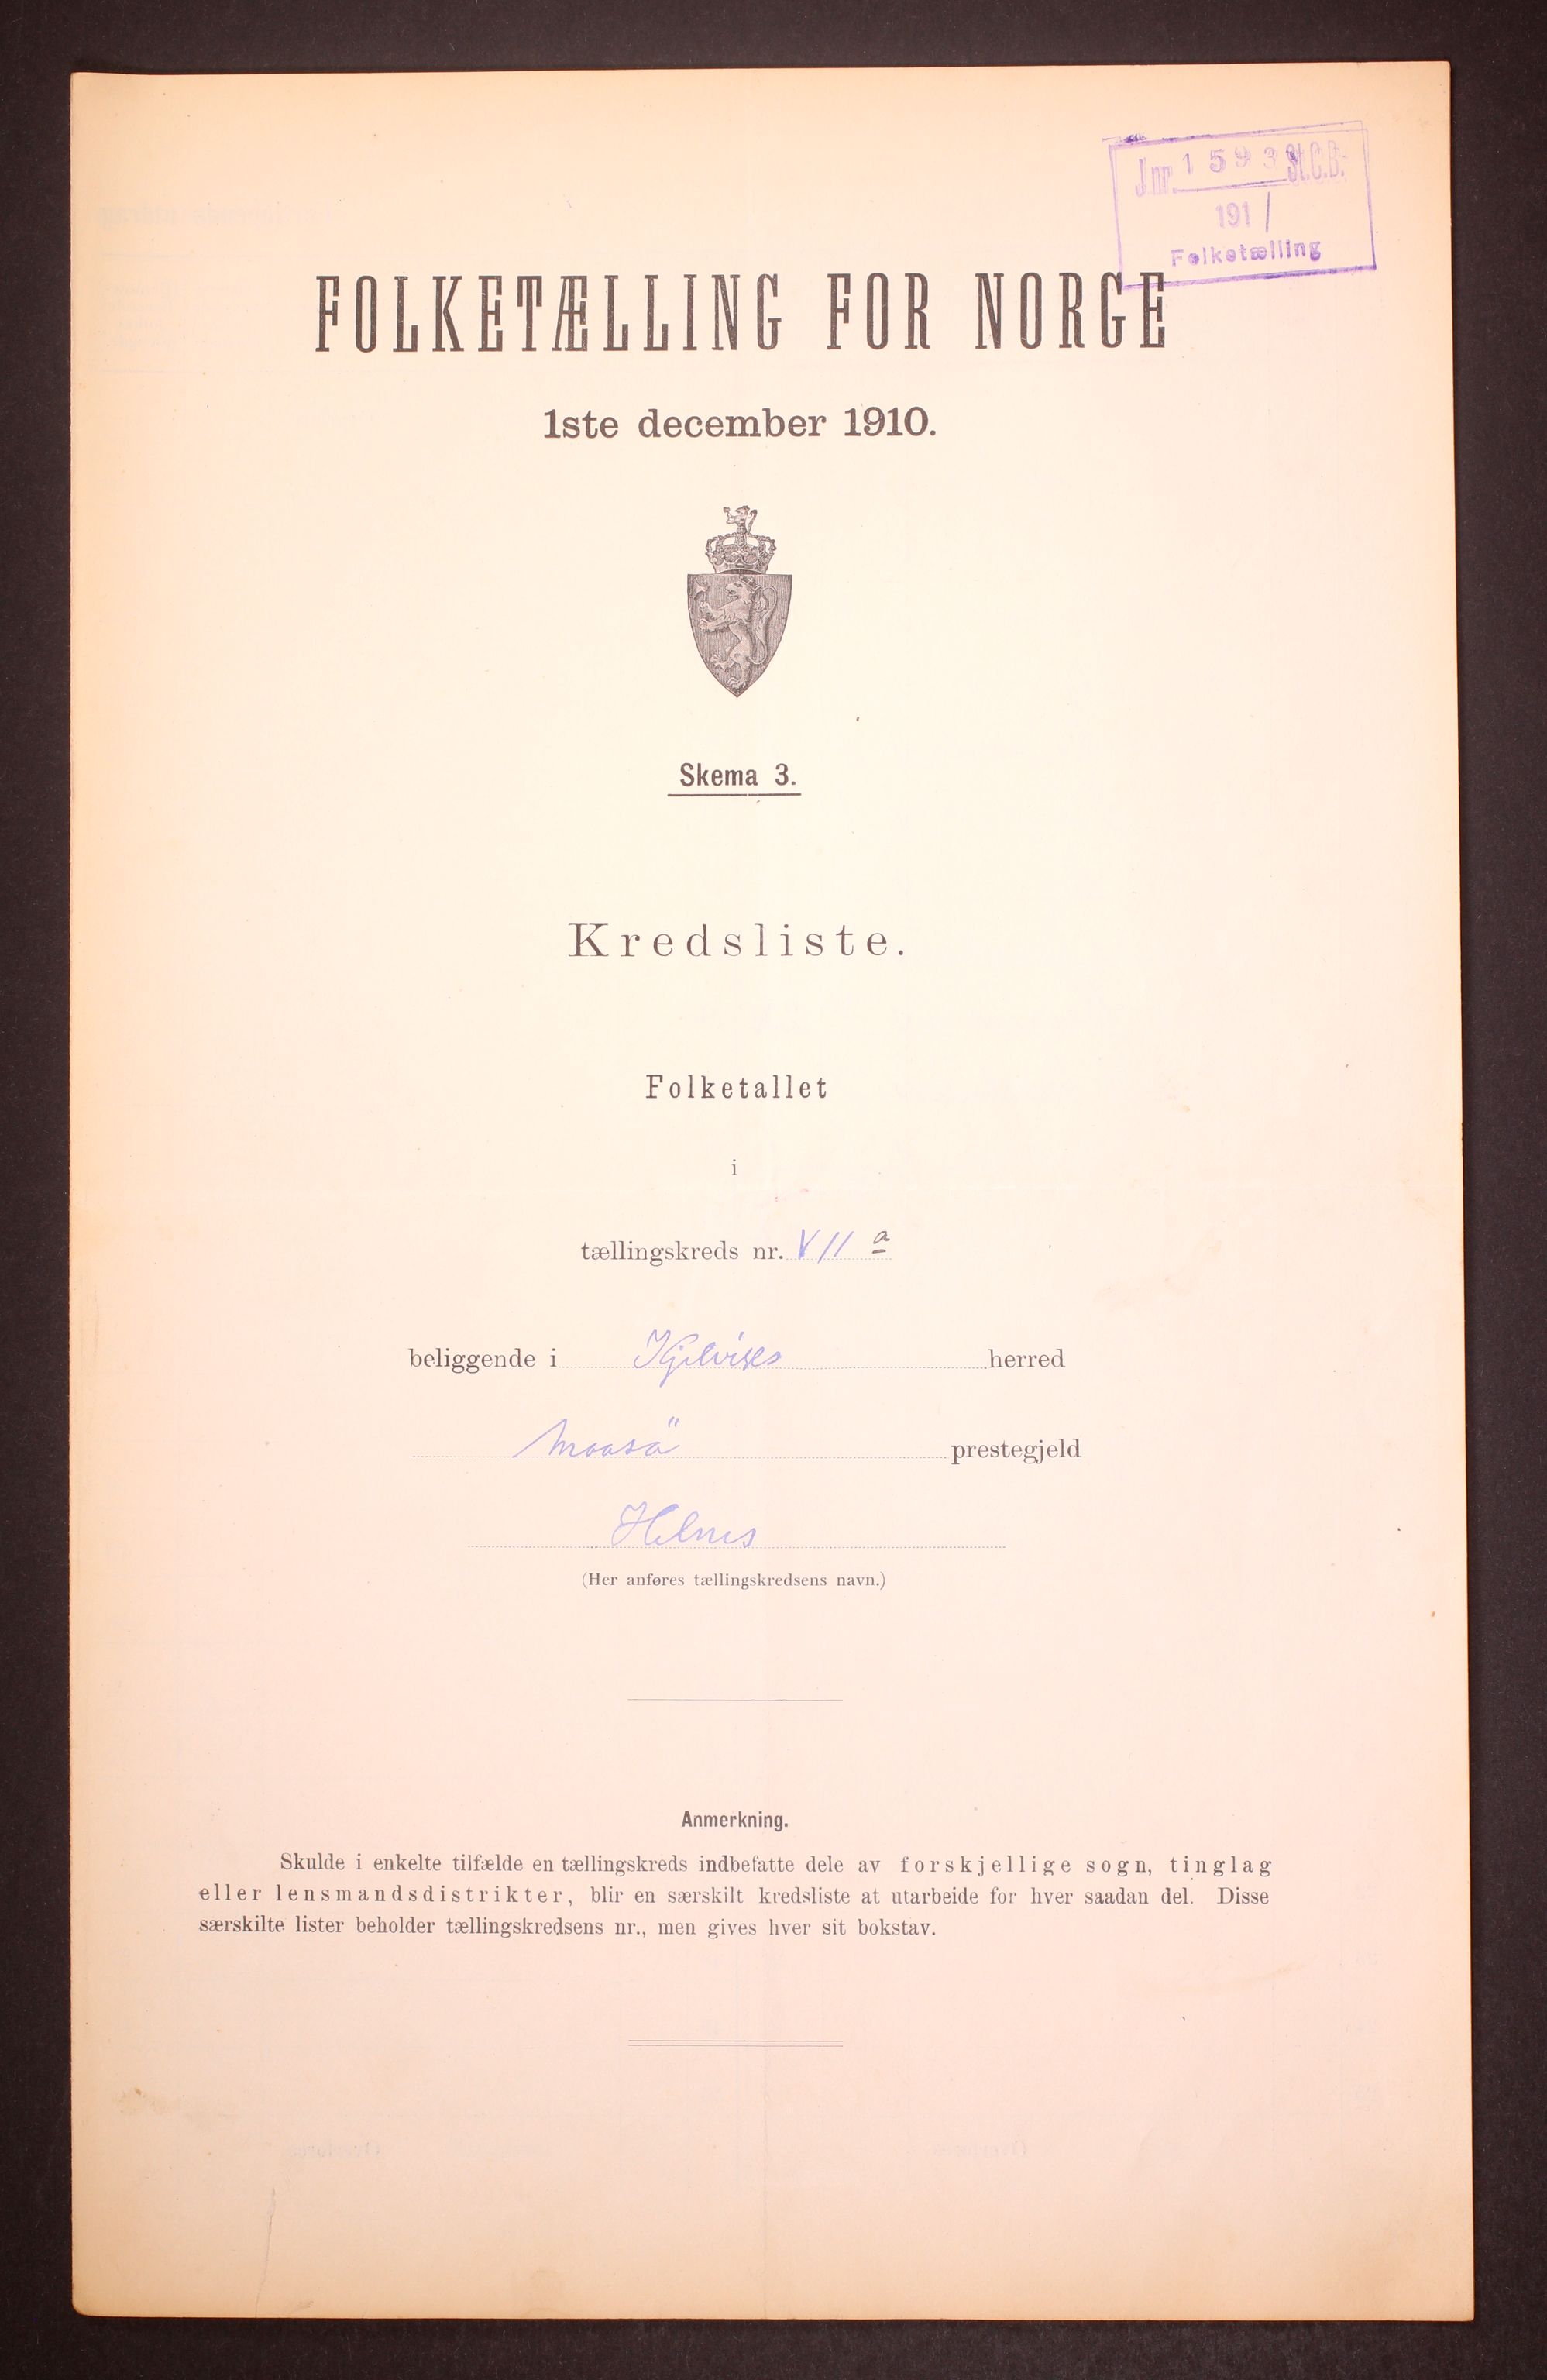 J.nr. 1593 St.C.B.
191 /
Folketælling
FOLKETÆLLING FOR NORGE
1ste december 1910.
Skema 3.
Kredsliste.
Folketallet
i
tællingskreds nr. VII a
beliggende i Kjelviks herred
Maasö prestegjeld
Helnes
(Her anføres tællingskredsens navn.)
Anmerkning.
Skulde i enkelte tilfælde en tællingskreds indbefatte dele av forskjellige sogn, tinglag
eller lensmandsdistrikter, blir en særskilt kredsliste at utarbeide for hver saadan del. Disse
særskilte lister beholder tællingskredsens nr., men gives hver sit bokstav.